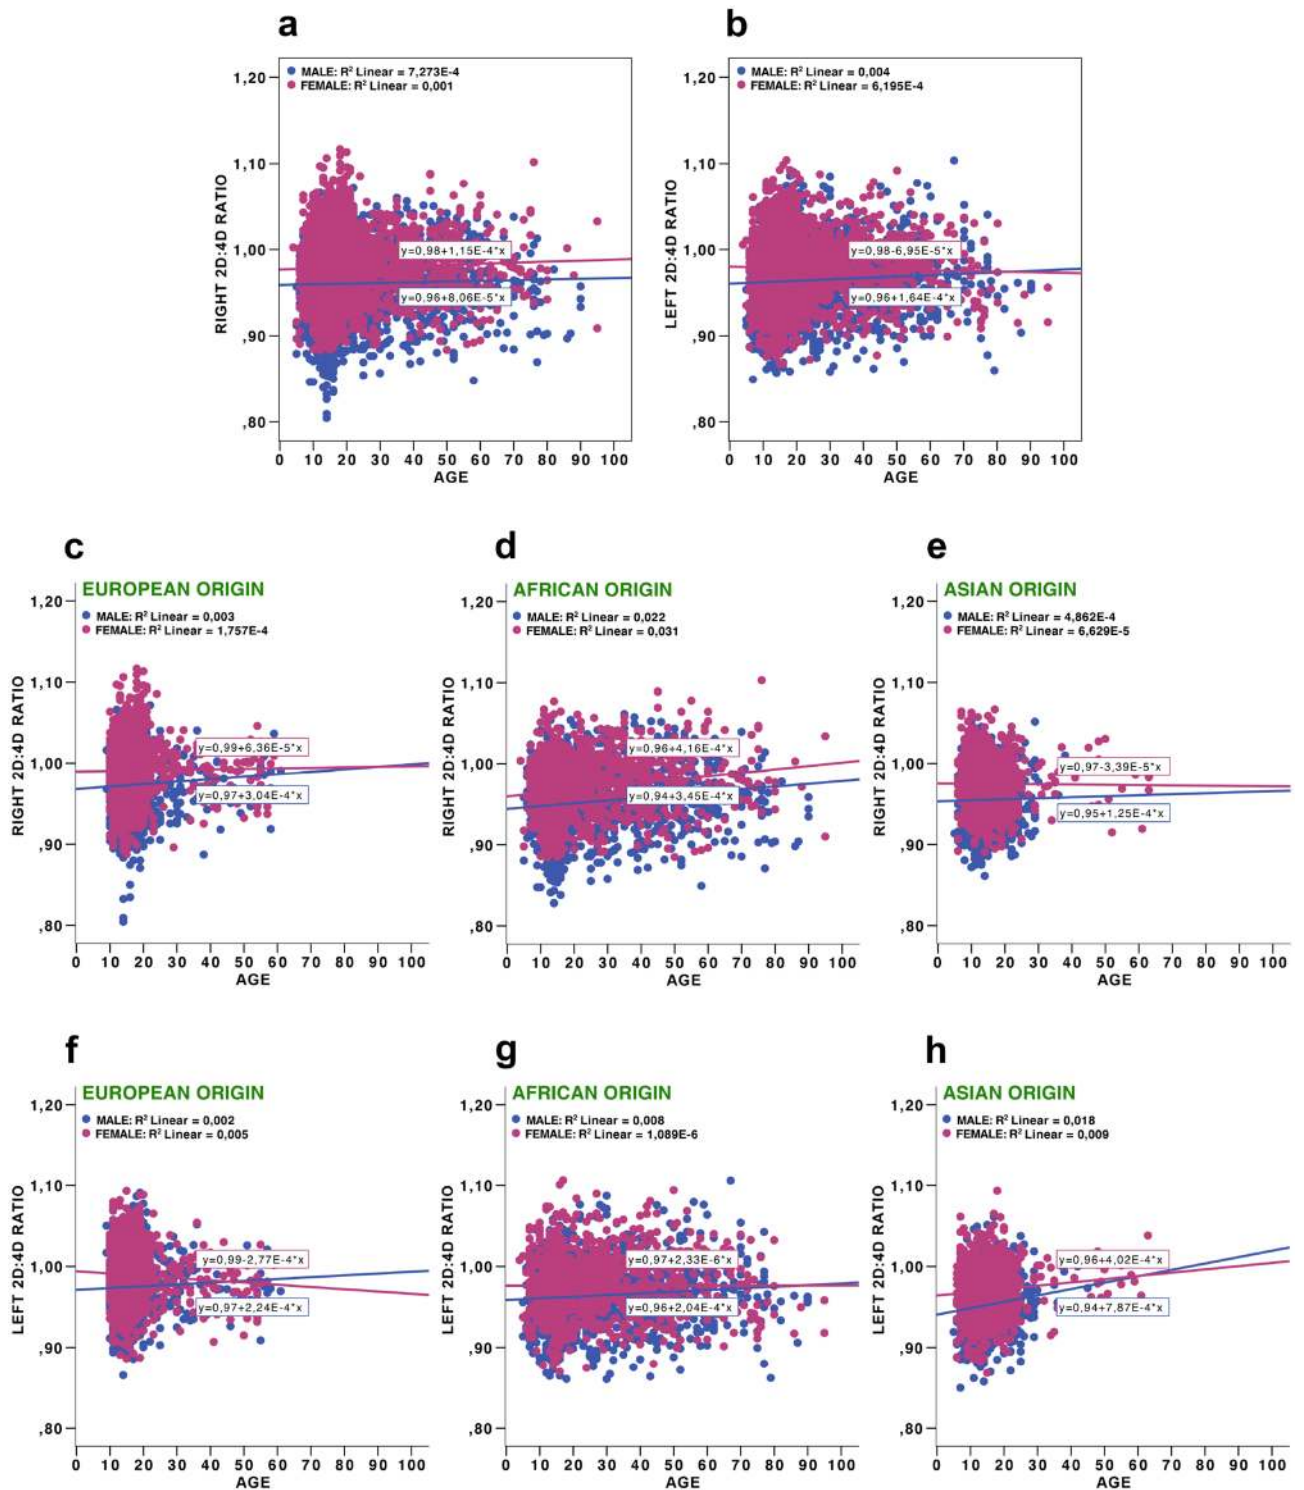 a
MALE: R² Linear = 7,273E-4
FEMALE: R² Linear = 0,001
RIGHT 2D:4D RATIO
1,20
1,10
1,00
,90
,80
y=0,98+1,15E-4*x
y=0,96+8,06E-5*x
0 10 20 30 40 50 60 70 80 90 100
AGE
b
MALE: R² Linear = 0,004
FEMALE: R² Linear = 6,195E-4
LEFT 2D:4D RATIO
1,20
1,10
1,00
,90
,80
y=0,98-6,95E-5*x
y=0,96+1,64E-4*x
0 10 20 30 40 50 60 70 80 90 100
AGE
c
EUROPEAN ORIGIN
MALE: R² Linear = 0,003
FEMALE: R² Linear = 1,757E-4
RIGHT 2D:4D RATIO
1,20
1,10
1,00
,90
,80
y=0,99+6,36E-5*x
y=0,97+3,04E-4*x
0 10 20 30 40 50 60 70 80 90 100
AGE
d
AFRICAN ORIGIN
MALE: R² Linear = 0,022
FEMALE: R² Linear = 0,031
RIGHT 2D:4D RATIO
1,20
1,10
1,00
,90
,80
y=0,96+4,16E-4*x
y=0,94+3,45E-4*x
0 10 20 30 40 50 60 70 80 90 100
AGE
e
ASIAN ORIGIN
MALE: R² Linear = 4,862E-4
FEMALE: R² Linear = 6,629E-5
RIGHT 2D:4D RATIO
1,20
1,10
1,00
,90
,80
y=0,97-3,39E-5*x
y=0,95+1,25E-4*x
0 10 20 30 40 50 60 70 80 90 100
AGE
f
EUROPEAN ORIGIN
MALE: R² Linear = 0,002
FEMALE: R² Linear = 0,005
LEFT 2D:4D RATIO
1,20
1,10
1,00
,90
,80
y=0,99-2,77E-4*x
y=0,97+2,24E-4*x
0 10 20 30 40 50 60 70 80 90 100
AGE
g
AFRICAN ORIGIN
MALE: R² Linear = 0,008
FEMALE: R² Linear = 1,089E-6
LEFT 2D:4D RATIO
1,20
1,10
1,00
,90
,80
y=0,97+2,33E-6*x
y=0,96+2,04E-4*x
0 10 20 30 40 50 60 70 80 90 100
AGE
h
ASIAN ORIGIN
MALE: R² Linear = 0,018
FEMALE: R² Linear = 0,009
LEFT 2D:4D RATIO
1,20
1,10
1,00
,90
,80
y=0,96+4,02E-4*x
y=0,94+7,87E-4*x
0 10 20 30 40 50 60 70 80 90 100
AGE